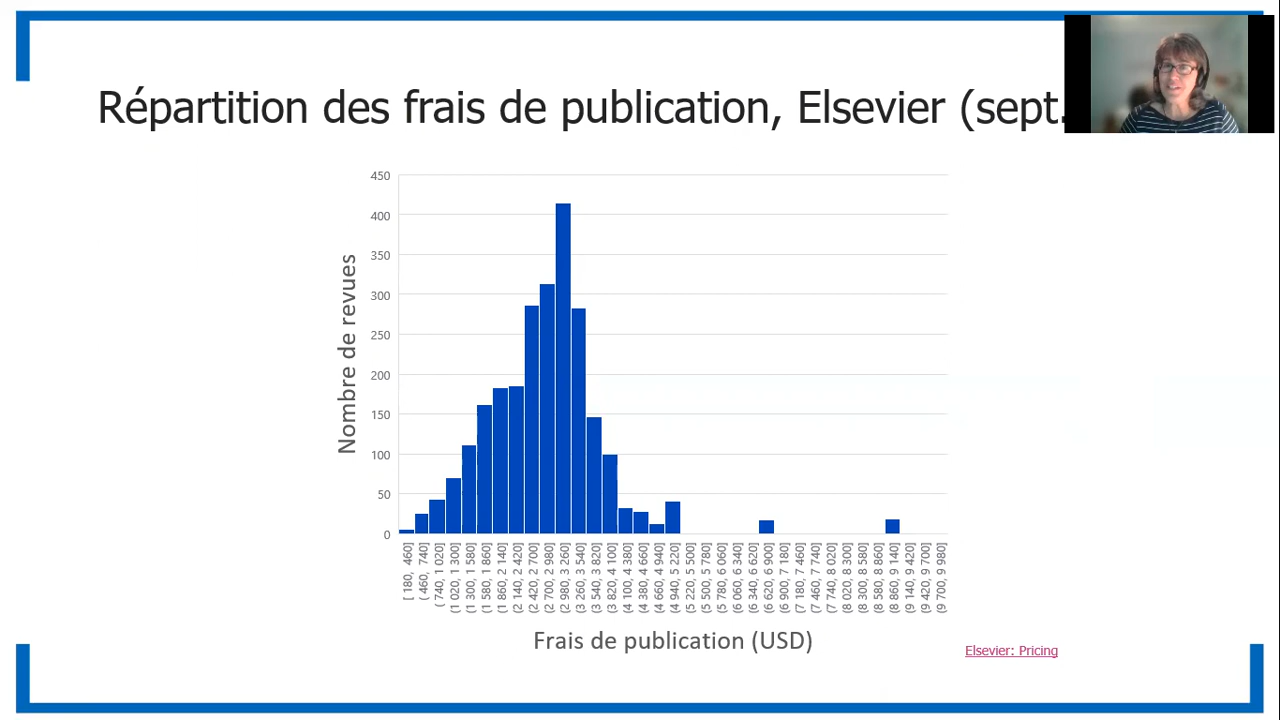 Répartition des frais de publication, Elsevier (sept.
450
400
350
300
250
200
150
100
50
0
Nombre de revues
[ 180, 460]
( 460, 740]
( 740, 1 020]
(1 020, 1 300]
(1 300, 1 580]
(1 580, 1 860]
(1 860, 2 140]
(2 140, 2 420]
(2 420, 2 700]
(2 700, 2 980]
(2 980, 3 260]
(3 260, 3 540]
(3 540, 3 820]
(3 820, 4 100]
(4 100, 4 380]
(4 380, 4 660]
(4 660, 4 940]
(4 940, 5 220]
(5 220, 5 500]
(5 500, 5 780]
(5 780, 6 060]
(6 060, 6 340]
(6 340, 6 620]
(6 620, 6 900]
(6 900, 7 180]
(7 180, 7 460]
(7 460, 7 740]
(7 740, 8 020]
(8 020, 8 300]
(8 300, 8 580]
(8 580, 8 860]
(8 860, 9 140]
(9 140, 9 420]
(9 420, 9 700]
(9 700, 9 980]
Frais de publication (USD)
Elsevier: Pricing